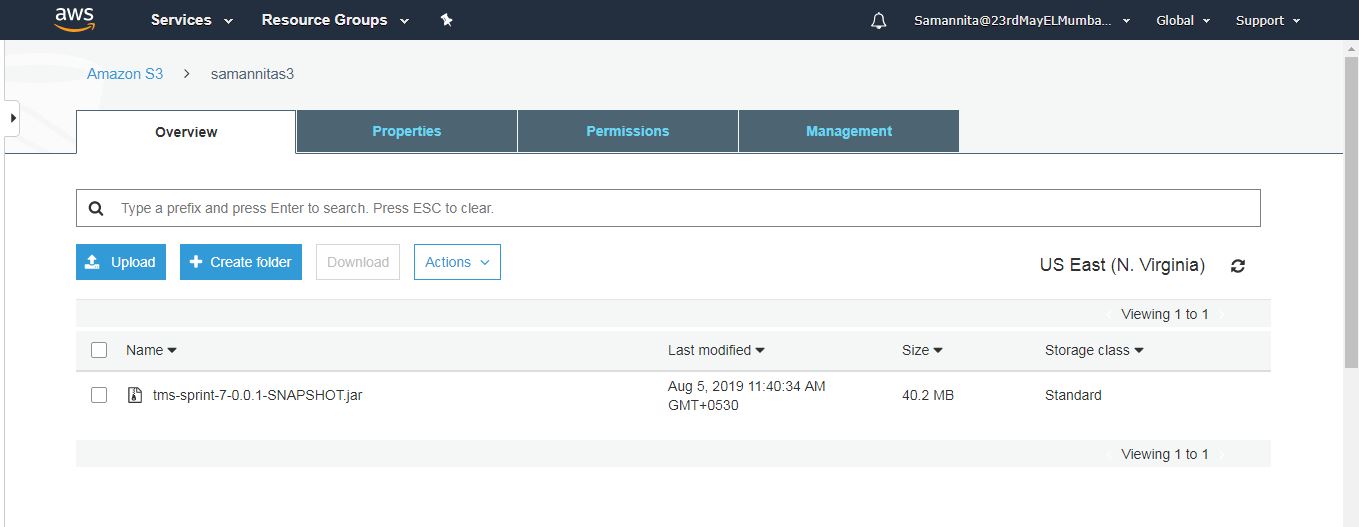 aws Services Resource Groups Samannita@23rdMayELMumba... Global Support
Amazon S3 > samannitas3
Overview Properties Permissions Management
Type a prefix and press Enter to search. Press ESC to clear.
Upload Create folder Download Actions US East (N. Virginia)
Viewing 1 to 1
Name Last modified Size Storage class
tms-sprint-7-0.0.1-SNAPSHOT.jar Aug 5, 2019 11:40:34 AM 40.2 MB Standard
GMT+0530
Viewing 1 to 1